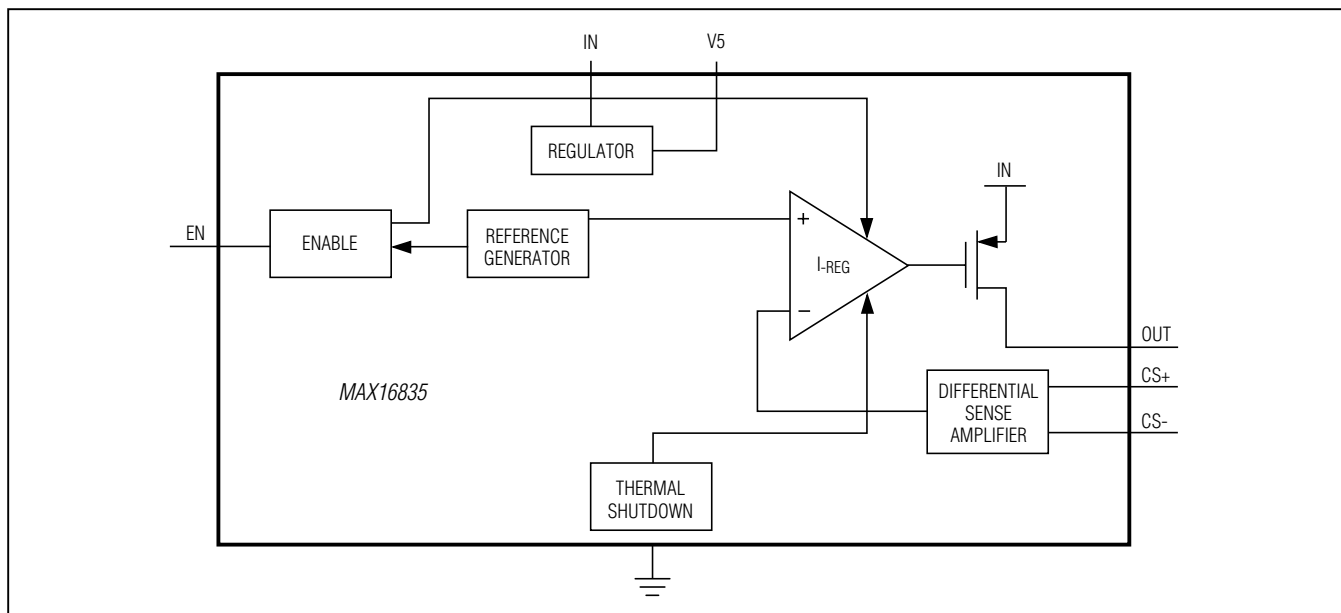 IN
V5
REGULATOR
IN
EN
ENABLE
REFERENCE
GENERATOR
+
I-REG
−
OUT
CS+
DIFFERENTIAL
SENSE
AMPLIFIER
CS-
MAX16835
THERMAL
SHUTDOWN